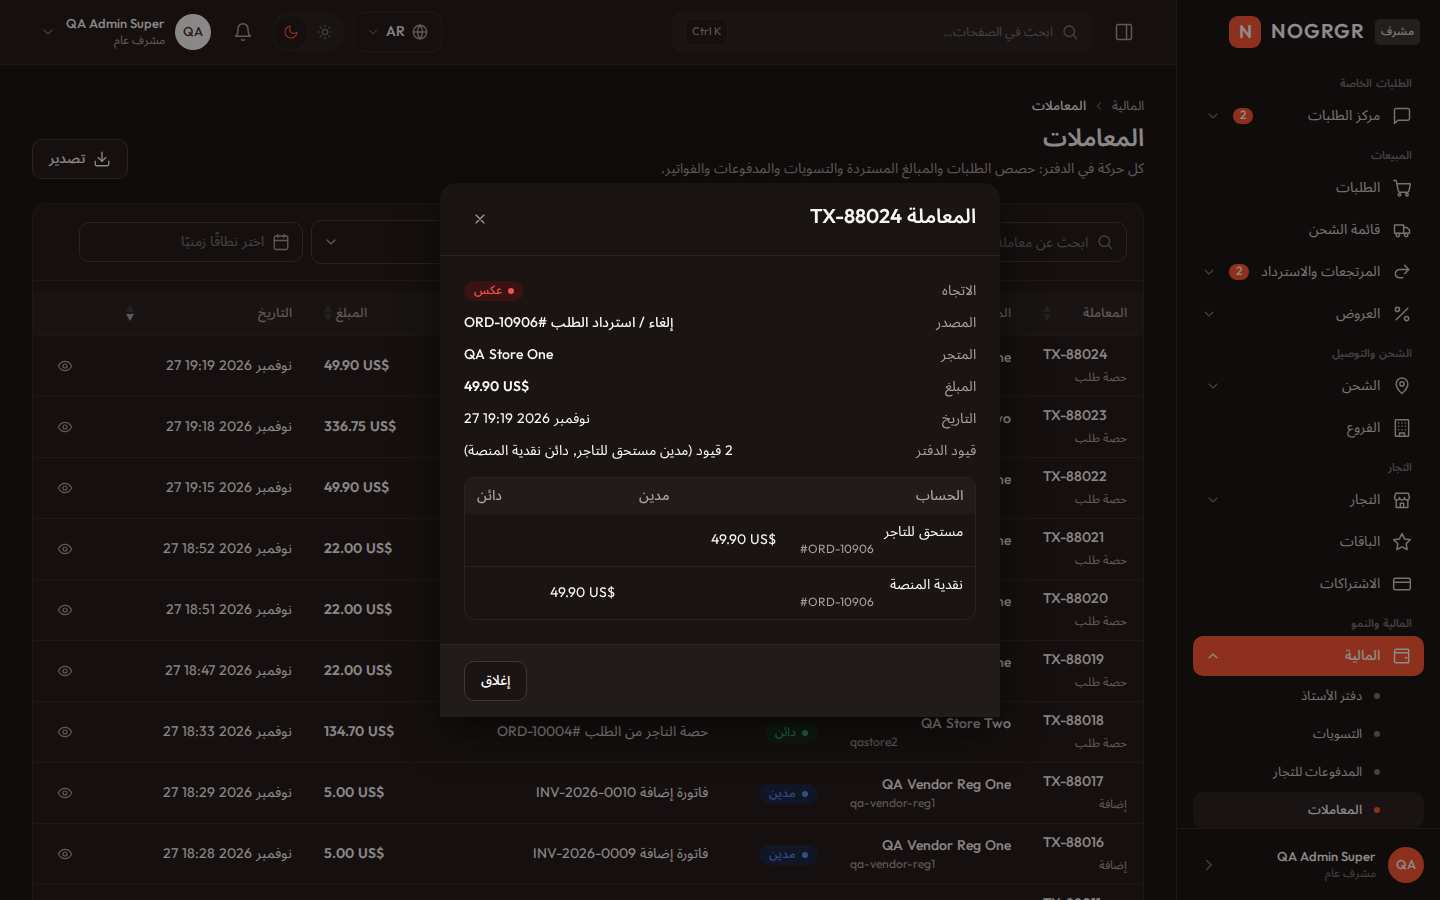 مشرف
NOGRGR
N
ابحث في الصفحات...
Ctrl K
AR
QA
QA Admin Super
مشرف عام
الطلبات الخاصة
مركز الطلبات
2
المبيعات
الطلبات
قائمة الشحن
المرتجعات والاسترداد
2
العروض
الشحن والتوصيل
الشحن
الفروع
التجار
التجار
الباقات
الاشتراكات
المالية والنمو
المالية
دفتر الأستاذ
التسويات
المدفوعات للتجار
المعاملات
QA
QA Admin Super
مشرف عام
المالية › المعاملات
المعاملات
كل حركة في الدفتر: حصص الطلبات والمبالغ المستردة والتسويات والمدفوعات والفواتير.
تصدير
ابحث عن معاملة
اختر نطاقًا زمنيًا
المعاملة
المبلغ
التاريخ
TX-88024
حصة طلب
49.90 US$
27 نوفمبر 2026 19:19
TX-88023
حصة طلب
336.75 US$
27 نوفمبر 2026 19:18
TX-88022
حصة طلب
49.90 US$
27 نوفمبر 2026 19:15
TX-88021
حصة طلب
22.00 US$
27 نوفمبر 2026 18:52
TX-88020
حصة طلب
22.00 US$
27 نوفمبر 2026 18:51
TX-88019
حصة طلب
22.00 US$
27 نوفمبر 2026 18:47
TX-88018
حصة طلب
QA Store Two
qastore2
دائن
حصة التاجر من الطلب #ORD-10004
134.70 US$
27 نوفمبر 2026 18:33
TX-88017
إضافة
QA Vendor Reg One
qa-vendor-reg1
مدين
فاتورة إضافة INV-2026-0010
5.00 US$
27 نوفمبر 2026 18:29
TX-88016
إضافة
QA Vendor Reg One
qa-vendor-reg1
مدين
فاتورة إضافة INV-2026-0009
5.00 US$
27 نوفمبر 2026 18:28
المعاملة TX-88024
الاتجاه
عكس
المصدر
إلغاء / استرداد الطلب #ORD-10906
المتجر
QA Store One
المبلغ
49.90 US$
التاريخ
27 نوفمبر 2026 19:19
قيود الدفتر
2 قيود (مدين مستحق للتاجر, دائن نقدية المنصة)
الحساب
مدين
دائن
مستحق للتاجر
#ORD-10906
49.90 US$
نقدية المنصة
#ORD-10906
49.90 US$
إغلاق